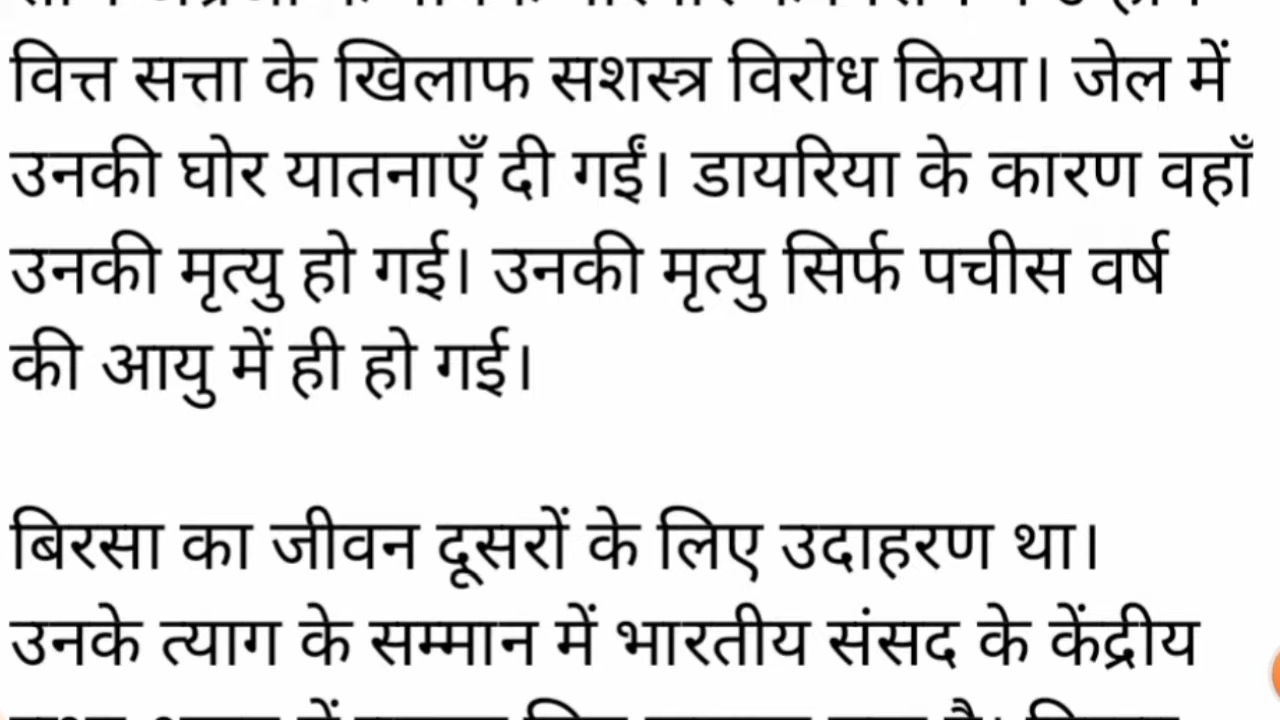 वित्त सत्ता के खिलाफ सशस्त्र विरोध किया। जेल में
उनकी घोर यातनाएँ दी गईं। डायरिया के कारण वहाँ
उनकी मृत्यु हो गई। उनकी मृत्यु सिर्फ पचीस वर्ष
की आयु में ही हो गई।
बिरसा का जीवन दूसरों के लिए उदाहरण था।
उनके त्याग के सम्मान में भारतीय संसद के केंद्रीय